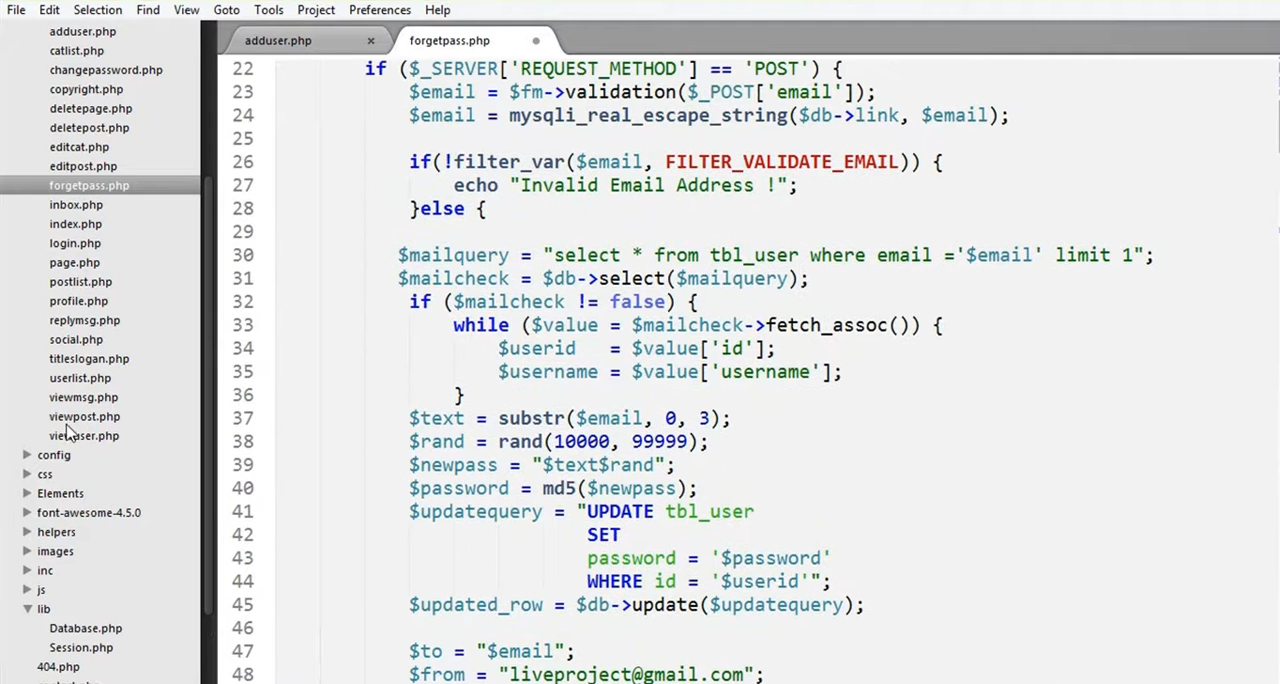 File Edit Selection Find View Goto Tools Project Preferences Help
adduser.php
catlist.php
changepassword.php
copyright.php
deletepage.php
deletepost.php
editcat.php
editpost.php
forgetpass.php
inbox.php
index.php
login.php
page.php
postlist.php
profile.php
replymsg.php
social.php
titleslogan.php
userlist.php
viewmsg.php
viewpost.php
viewuser.php
config
css
Elements
font-awesome-4.5.0
helpers
images
inc
js
lib
Database.php
Session.php
404.php
adduser.php × forgetpass.php
22 if ($_SERVER['REQUEST_METHOD'] == 'POST') {
23 $email = $fm->validation($_POST['email']);
24 $email = mysqli_real_escape_string($db->link, $email);
25
26 if(!filter_var($email, FILTER_VALIDATE_EMAIL)) {
27 echo "Invalid Email Address !";
28 }else {
29
30 $mailquery = "select * from tbl_user where email ='$email' limit 1";
31 $mailcheck = $db->select($mailquery);
32 if ($mailcheck != false) {
33 while ($value = $mailcheck->fetch_assoc()) {
34 $userid = $value['id'];
35 $username = $value['username'];
36 }
37 $text = substr($email, 0, 3);
38 $rand = rand(10000, 99999);
39 $newpass = "$text$rand";
40 $password = md5($newpass);
41 $updatequery = "UPDATE tbl_user
42 SET
43 password = '$password'
44 WHERE id = '$userid'";
45 $updated_row = $db->update($updatequery);
46
47 $to = "$email";
48 $from = "liveproject@gmail.com";